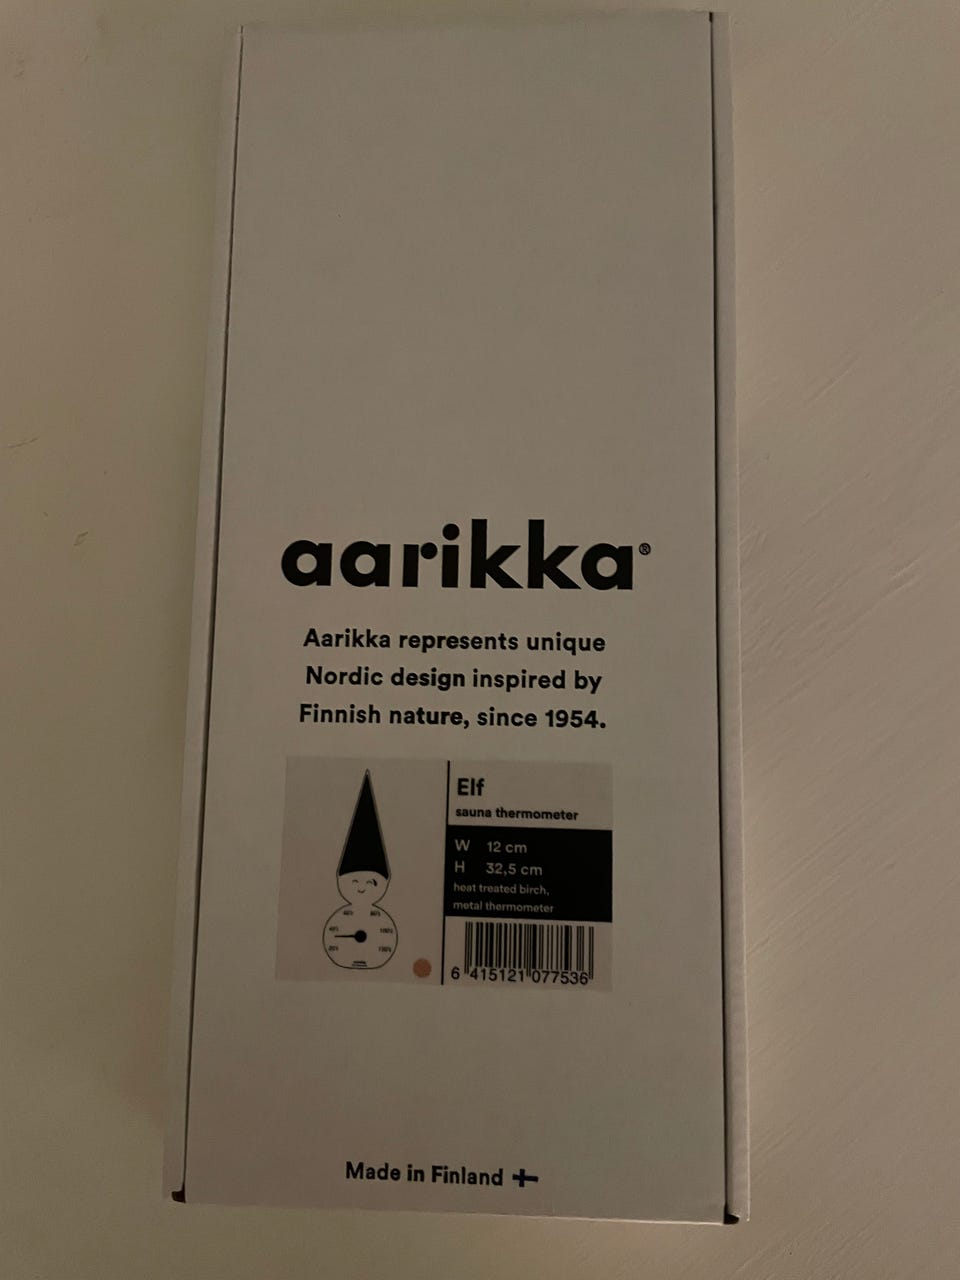 aarikka®
Aarikka represents unique
Nordic design inspired by
Finnish nature, since 1954.
Elf
sauna thermometer
W 12 cm
H 32,5 cm
heat treated birch,
metal thermometer
6 415121 077536
Made in Finland